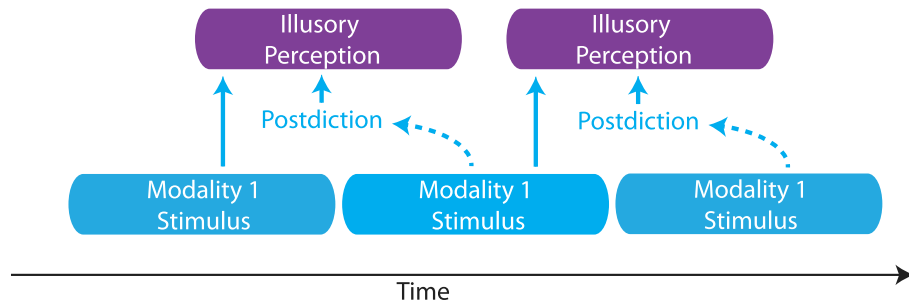 Illusory
Perception
Illusory
Perception
Postdiction
Postdiction
Modality 1
Stimulus
Modality 1
Stimulus
Modality 1
Stimulus
Time